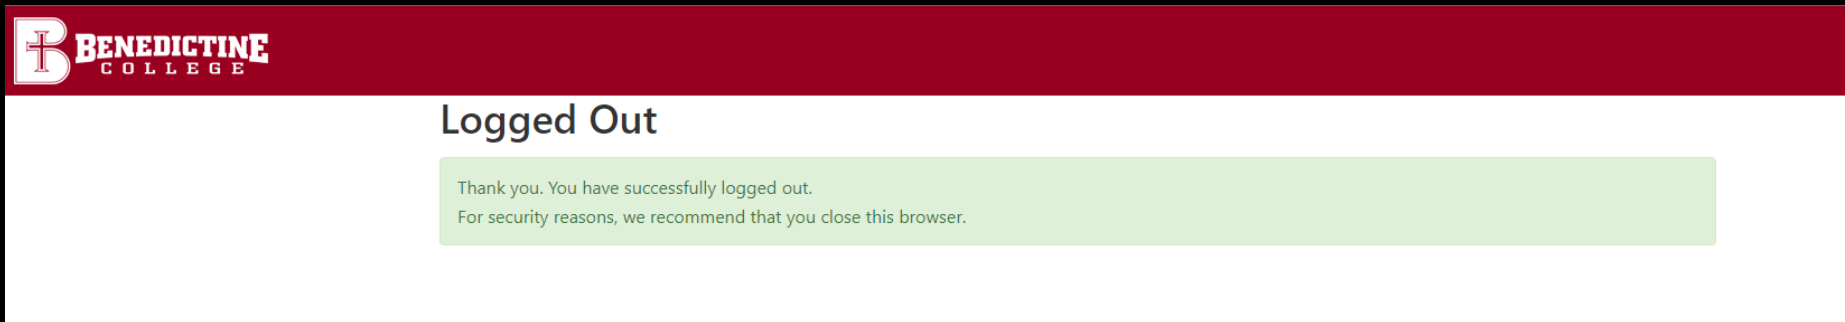 BENEDICTINE
COLLEGE
Logged Out
Thank you. You have successfully logged out.
For security reasons, we recommend that you close this browser.